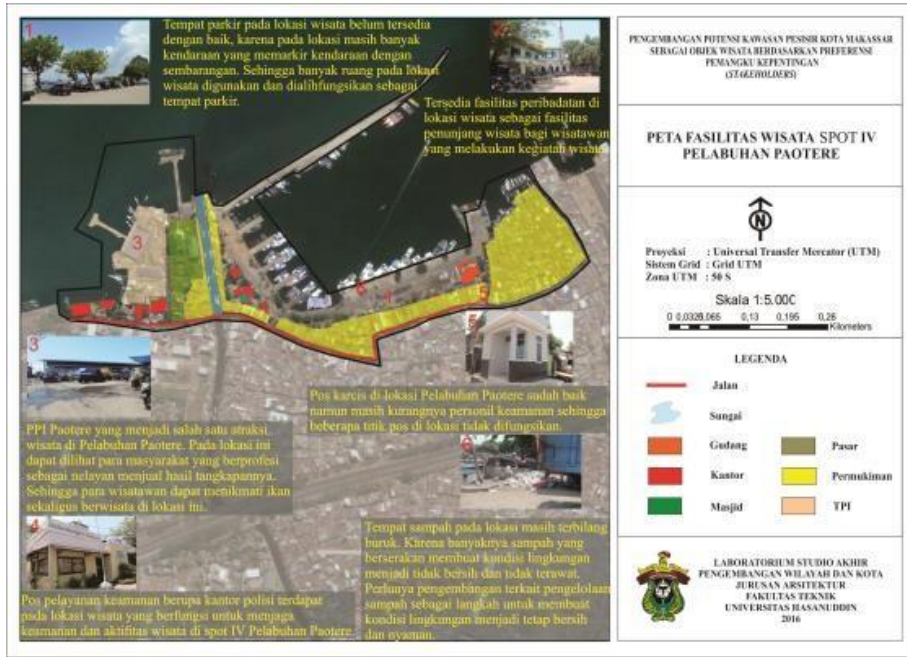 1
Tempat parkir pada lokasi wisata belum tersedia
dengan baik, karena pada lokasi masih banyak
kendaraan yang memarkir kendaraan dengan
sembarangan. Sehingga banyak ruang pada lokasi
wisata digunakan dan dialihfungsikan sebagai
tempat parkir.
Tersedia fasilitas peribadatan di
lokasi wisata sebagai fasilitas
penunjang wisata bagi wisatawan
yang melakukan kegiatan wisata
3
6
5
3
PPI Paotere yang menjadi salah satu atraksi
wisata di Pelabuhan Paotere. Pada lokasi ini
dapat dilihat para masyarakat yang berprofesi
sebagai nelayan menjual hasil tangkapannya.
Sehingga para wisatawan dapat menikmati ikan
sekaligus berwisata di lokasi ini.
4
Pos pelayanan keamanan berupa kantor polisi terdapat
pada lokasi wisata yang berfungsi untuk menjaga
keamanan dan aktifitas wisata di spot IV Pelabuhan Paotere.
5
Pos karcis di lokasi Pelabuhan Paotere sudah baik
namun masih kurangnya personil keamanan sehingga
beberapa titik pos di lokasi tidak difungsikan.
6
Tempat sampah pada lokasi masih terbilang
buruk. Karena banyaknya sampah yang
berserakan membuat kondisi lingkungan
menjadi tidak bersih dan tidak terawat.
Perlunya pengembangan terkait pengelolaan
sampah sebagai langkah untuk membuat
kondisi lingkungan menjadi tetap bersih
dan nyaman.
PENGEMBANGAN POTENSI KAWASAN PESISIR KOTA MAKASSAR
SEBAGAI OBJEK WISATA BERDASARKAN PREFERENSI
PEMANGKU KEPENTINGAN
(STAKEHOLDERS)
PETA FASILITAS WISATA SPOT IV
PELABUHAN PAOTERE
N
Proyeksi : Universal Transfer Mercator (UTM)
Sistem Grid : Grid UTM
Zona UTM : 50 S
Skala 1:5.000
0 0,0325 0,065 0,13 0,195 0,26
Kilometers
LEGENDA
Jalan
Sungai
Gudang Pasar
Kantor Permukiman
Masjid TPI
LABORATORIUM STUDIO AKHIR
PENGEMBANGAN WILAYAH DAN KOTA
JURUSAN ARSITEKTUR
FAKULTAS TEKNIK
UNIVERSITAS HASANUDDIN
2016